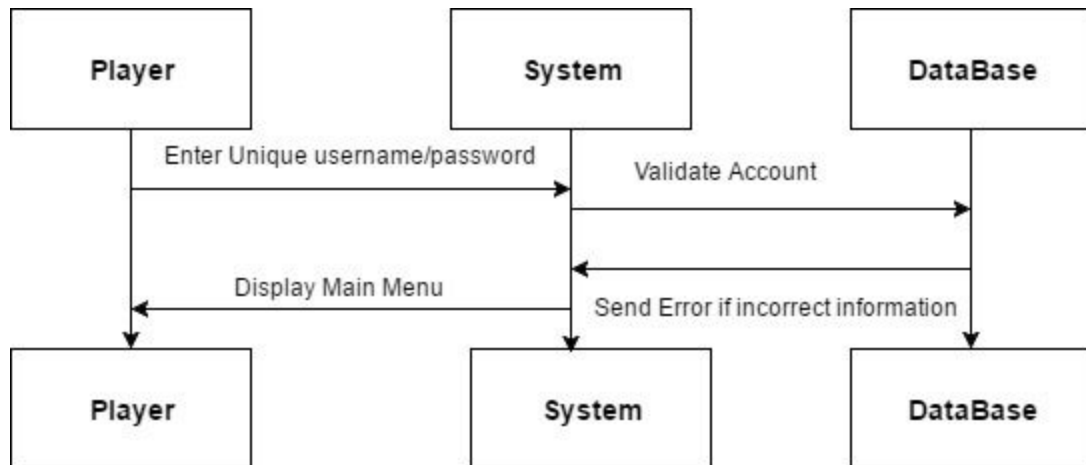 Player
System
DataBase
Enter Unique username/password
Validate Account
Display Main Menu
Send Error if incorrect information
Player
System
DataBase